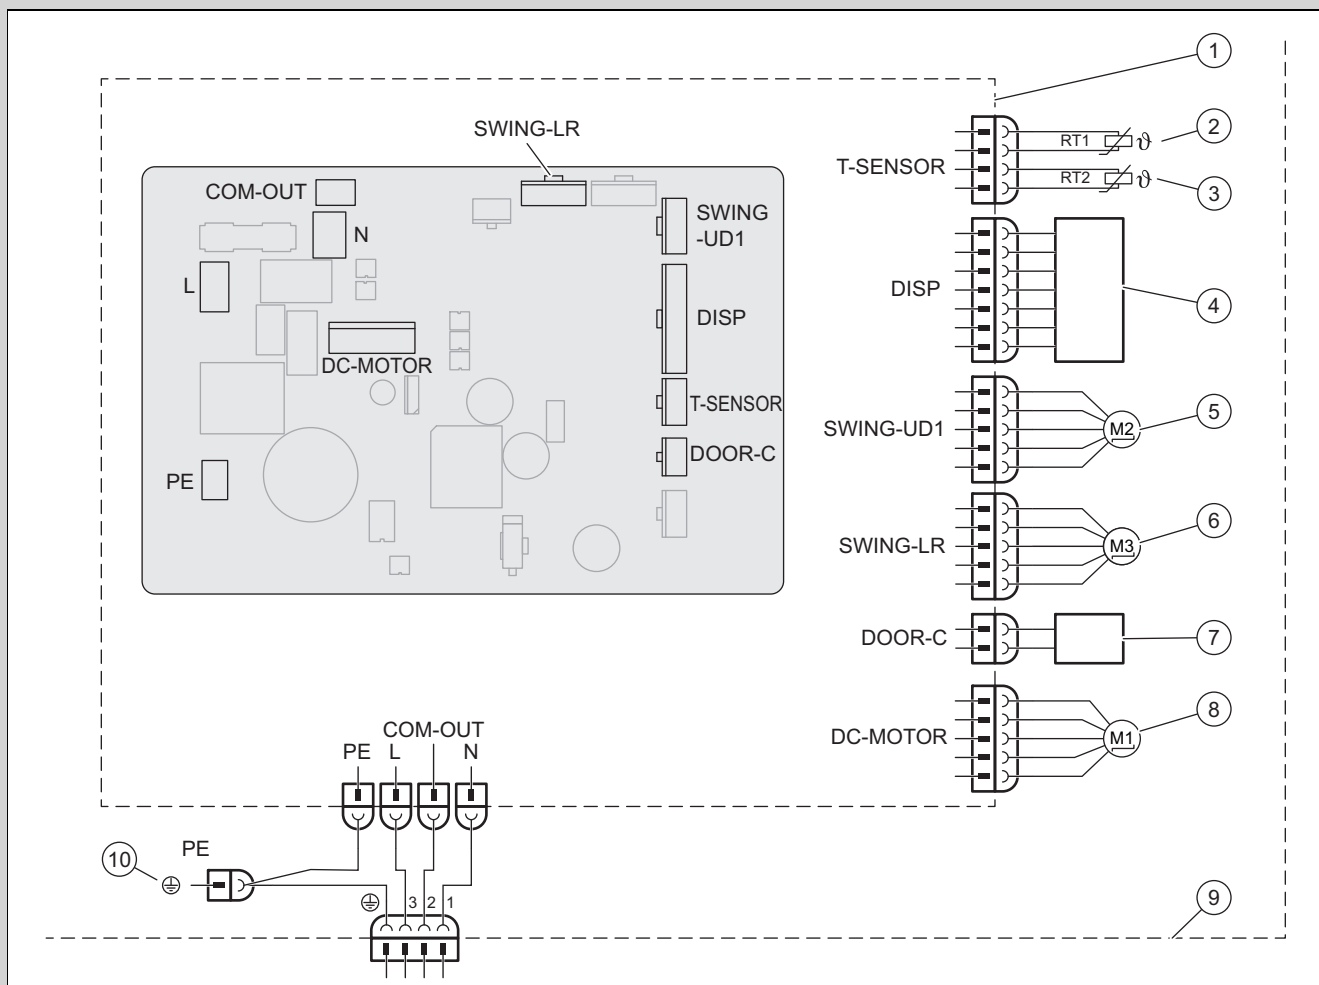 1
SWING-LR
T-SENSOR
RT1 ϑ
2
RT2 ϑ
3
COM-OUT
N
L
SWING
-UD1
DISP
DC-MOTOR
T-SENSOR
DOOR-C
PE
DISP
4
SWING-UD1
M2
5
SWING-LR
M3
6
DOOR-C
7
DC-MOTOR
M1
8
COM-OUT
PE L N
10
PE
3 2 1
9